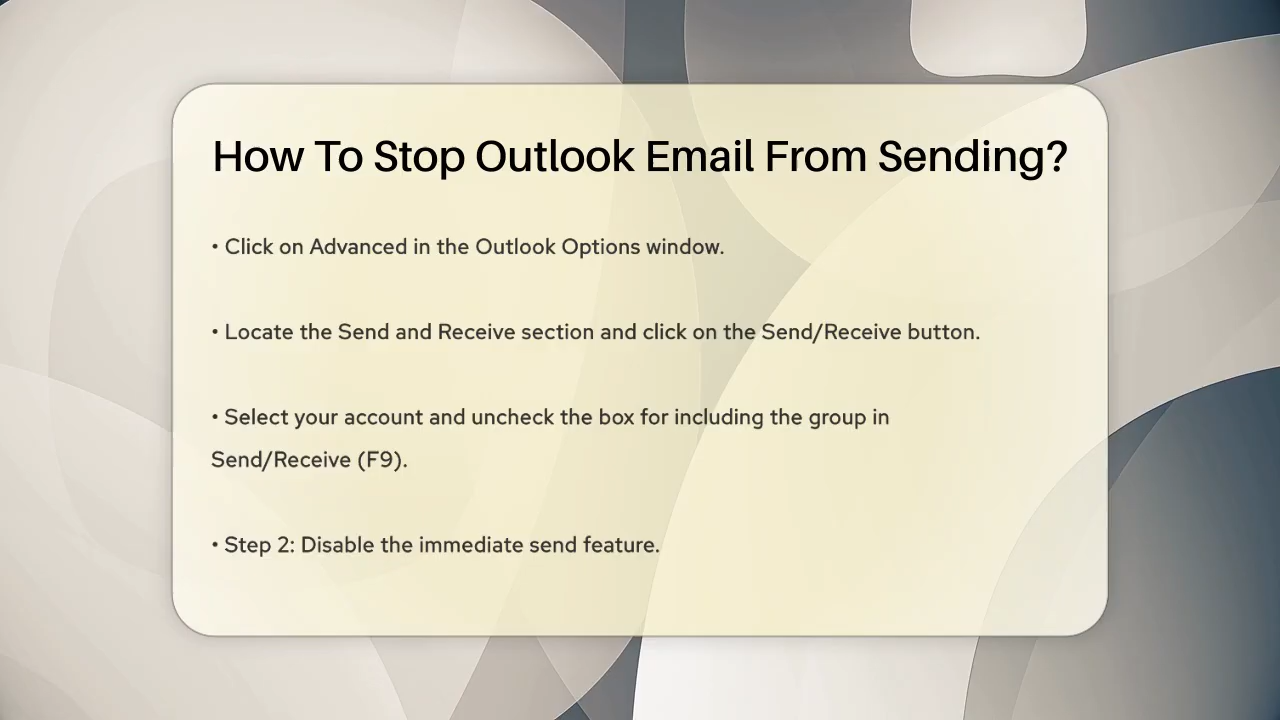 How To Stop Outlook Email From Sending?
• Click on Advanced in the Outlook Options window.
• Locate the Send and Receive section and click on the Send/Receive button.
• Select your account and uncheck the box for including the group in
Send/Receive (F9).
• Step 2: Disable the immediate send feature.